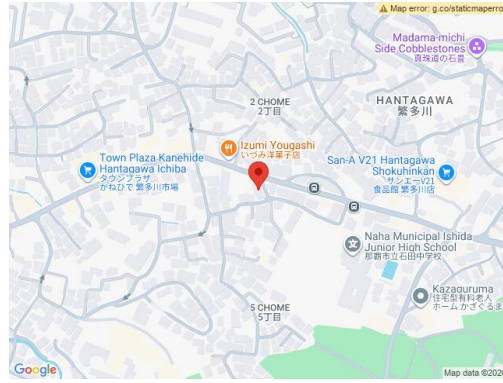 Map error: g.co/staticmaperro
Madama-michi
Side Cobblestones
真珠道の石畳
2 CHOME
2丁目
HANTAGAWA
繁多川
Izumi Yougashi
いづみ洋菓子店
Town Plaza Kanehide
Hantagawa Ichiba
タウンプラザ
かねひで 繁多川市場
San-A V21 Hantagawa
Shokuhinkan
サンエーV21
食品館 繁多川店
Naha Municipal Ishida
Junior High School
那覇市立石田中学校
Kazaguruma
住宅型有料老人
ホーム かざぐるま
5 CHOME
5丁目
Google
Map data ©2026